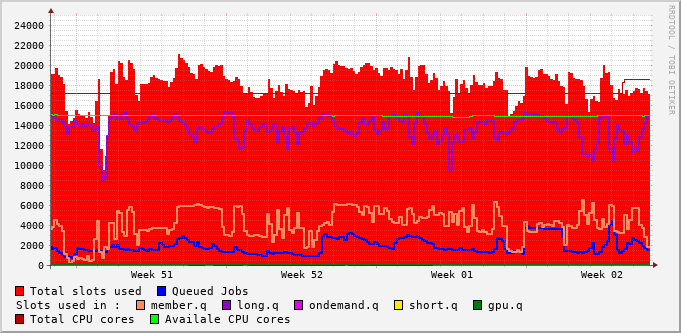 24000
22000
20000
18000
16000
14000
12000
10000
8000
6000
4000
2000
0
Week 51 Week 52 Week 01 Week 02
RRDTOOL / TOBI OETIKER
Total slots used Queued Jobs
Slots used in : member.q long.q ondemand.q short.q gpu.q
Total CPU cores Availale CPU cores